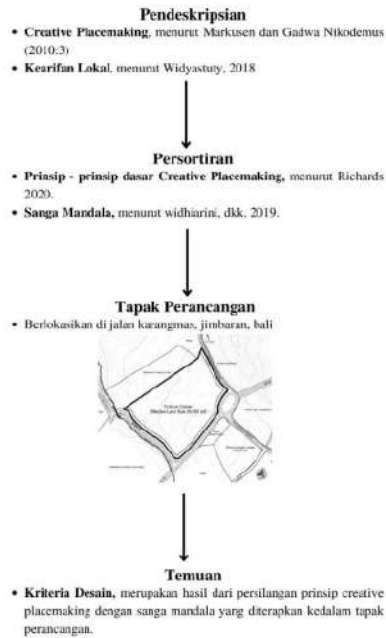 Pendeskripsian
• Creative Placemaking, menurut Markusen dan Gadwa Nikodemus
(2010:3)
• Kearifan Lokal, menurut Widyastuty, 2018
Persortiran
• Prinsip - prinsip dasar Creative Placemaking, menurut Richards
2020.
• Sanga Mandala, menurut widhiarini, dkk. 2019.
Tapak Perancangan
• Berlokasikan di jalan karangmas, jimbaran, bali
Temuan
• Kriteria Desain, merupakan hasil dari persilangan prinsip creative
placemaking dengan sanga mandala yang diterapkan kedalam tapak
perancangan.